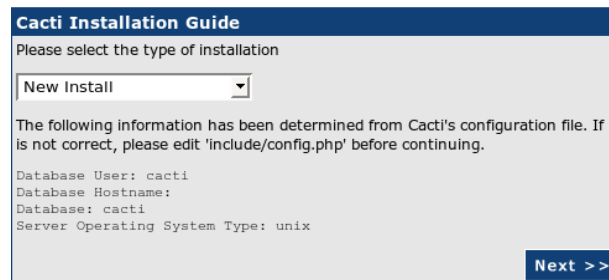 Cacti Installation Guide
Please select the type of installation
New Install
The following information has been determined from Cacti's configuration file. If
is not correct, please edit 'include/config.php' before continuing.
Database User: cacti
Database Hostname:
Database: cacti
Server Operating System Type: unix
Next >>